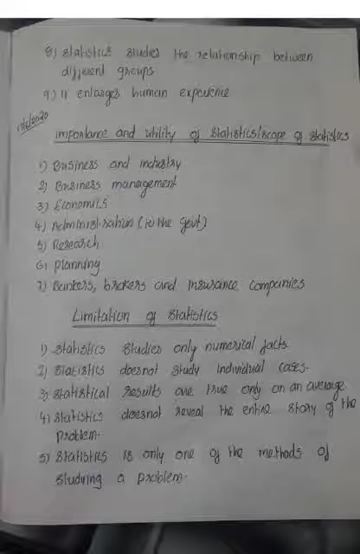 8) Statistics studies the relationship between
different groups
9) It enlarges human experience
Importance and utility of Statistics/scope of statistics
1) Business and industry
2) Business management
3) Economics
4) Administration (to the govt)
5) Research
6) Planning
7) Bankers, brokers and Insurance companies
Limitation of Statistics
1) Statistics studies only numerical facts.
2) Statistics doesnot study individual cases.
3) Statistical results are true only on an average.
4) Statistics doesnot reveal the entire story of the
Problem.
5) Statistics is only one of the methods of
studying a problem.